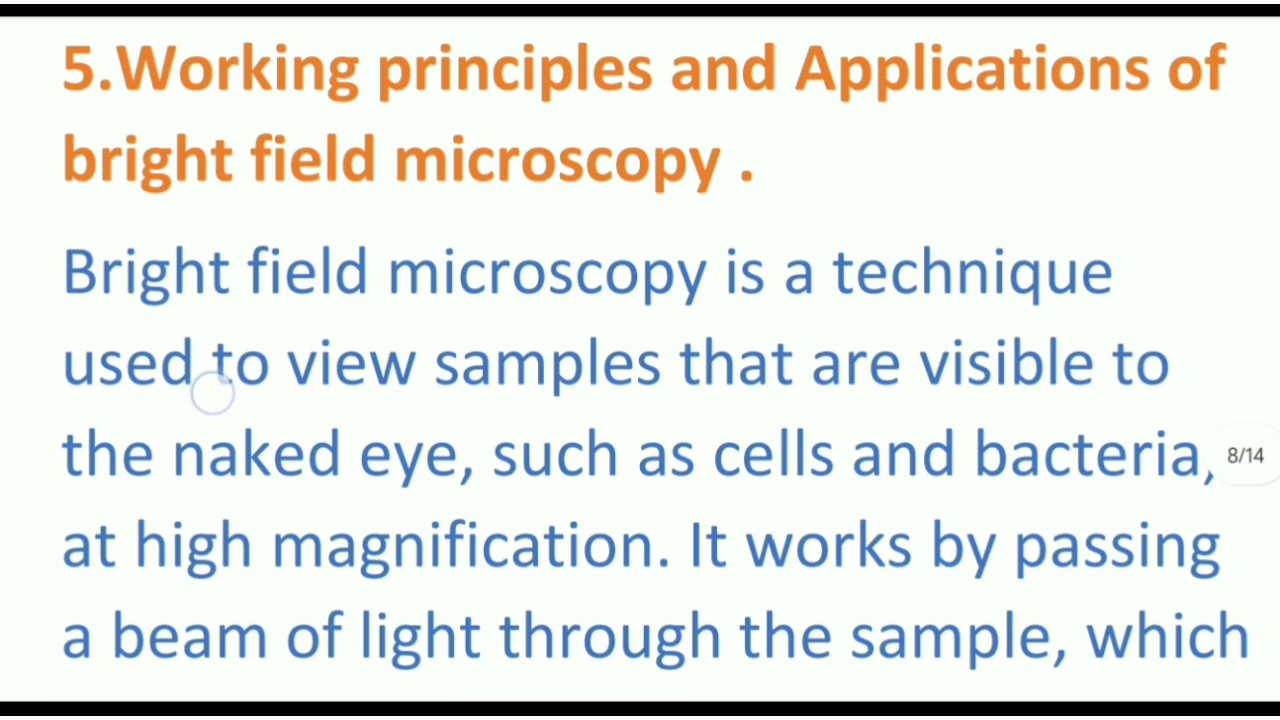 5.Working principles and Applications of
bright field microscopy .
Bright field microscopy is a technique
used to view samples that are visible to
the naked eye, such as cells and bacteria,
8/14
at high magnification. It works by passing
a beam of light through the sample, which